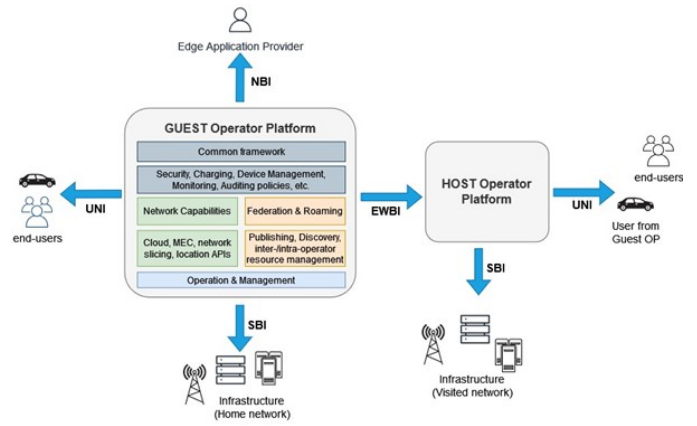 Edge Application Provider
NBI
GUEST Operator Platform
Common framework
Security, Charging, Device Management,
Monitoring, Auditing policies, etc.
Network Capabilities
Federation & Roaming
Cloud, MEC, network
slicing, location APIs
Publishing, Discovery,
inter-/intra-operator
resource management
Operation & Management
UNI
end-users
EWBI
HOST Operator
Platform
UNI
end-users
User from
Guest OP
SBI
Infrastructure
(Home network)
SBI
Infrastructure
(Visited network)